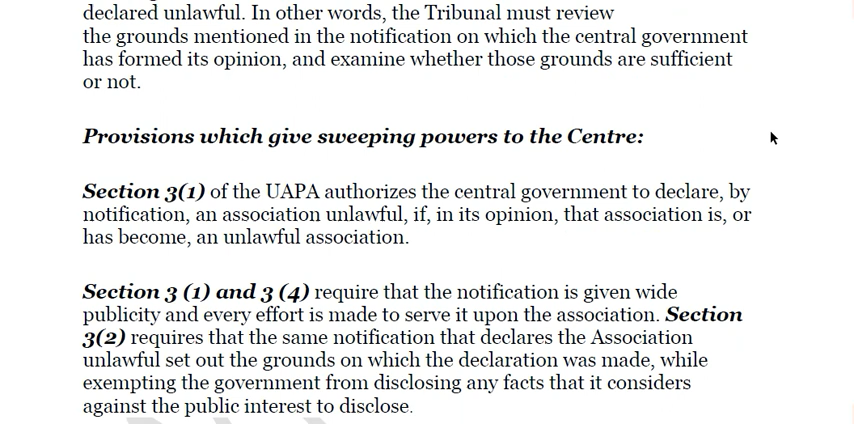 declared unlawful. In other words, the Tribunal must review
the grounds mentioned in the notification on which the central government
has formed its opinion, and examine whether those grounds are sufficient
or not.
Provisions which give sweeping powers to the Centre:
Section 3(1) of the UAPA authorizes the central government to declare, by
notification, an association unlawful, if, in its opinion, that association is, or
has become, an unlawful association.
Section 3 (1) and 3 (4) require that the notification is given wide
publicity and every effort is made to serve it upon the association. Section
3(2) requires that the same notification that declares the Association
unlawful set out the grounds on which the declaration was made, while
exempting the government from disclosing any facts that it considers
against the public interest to disclose.